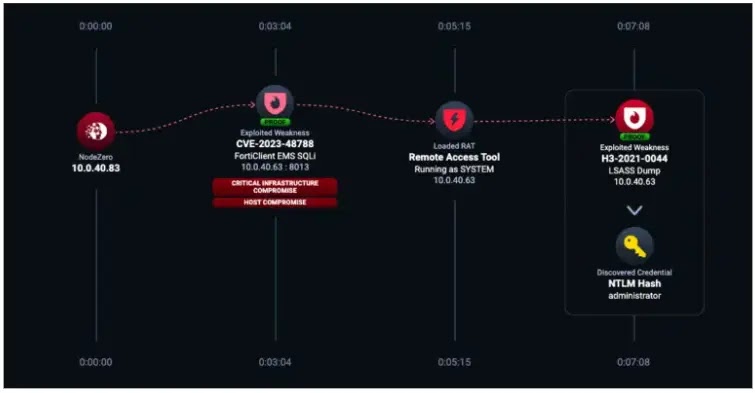 0:00:00
0:03:04
0:05:15
0:07:08
NodeZero
10.0.40.83
PROOF
Exploited Weakness
CVE-2023-48788
FortiClient EMS SQLi
10.0.40.63 : 8013
CRITICAL INFRASTRUCTURE
COMPROMISE
HOST COMPROMISE
Loaded RAT
Remote Access Tool
Running as SYSTEM
10.0.40.63
PROOF
Exploited Weakness
H3-2021-0044
LSASS Dump
10.0.40.63
Discovered Credential
NTLM Hash
administrator
0:00:00
0:03:04
0:05:15
0:07:08